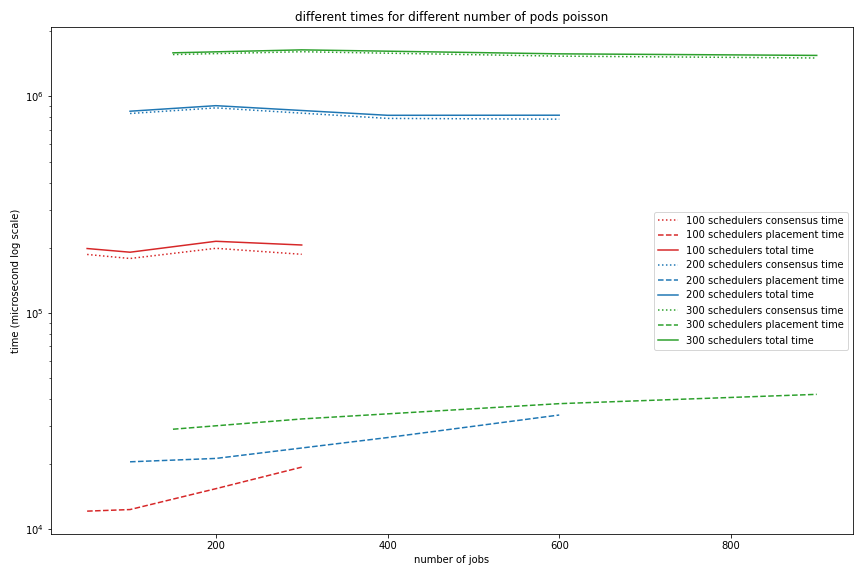 different times for different number of pods poisson
time (microsecond log scale)
10⁶
10⁵
10⁴
100 schedulers consensus time
100 schedulers placement time
100 schedulers total time
200 schedulers consensus time
200 schedulers placement time
200 schedulers total time
300 schedulers consensus time
300 schedulers placement time
300 schedulers total time
200 400 600 800
number of jobs